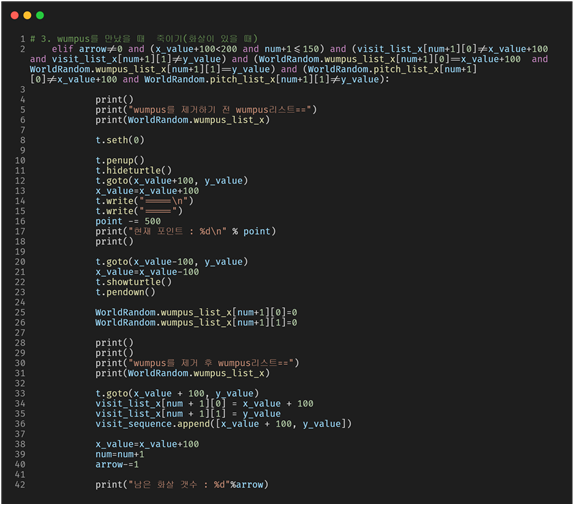 1 # 3. wumpus를 만났을 때  죽이기(화살이 있을 때)
2     elif arrow≠0 and (x_value+100<200 and num+1≤150) and (visit_list_x[num+1][0]≠x_value+100
and visit_list_x[num+1][1]≠y_value) and (WorldRandom.wumpus_list_x[num+1][0]==x_value+100  and
WorldRandom.wumpus_list_x[num+1][1]==y_value) and (WorldRandom.pitch_list_x[num+1]
[0]≠x_value+100 and WorldRandom.pitch_list_x[num+1][1]≠y_value):
3
4 print()
5 print("wumpus를 제거하기 전 wumpus리스트==")
6 print(WorldRandom.wumpus_list_x)
7
8 t.seth(0)
9
10 t.penup()
11 t.hideturtle()
12 t.goto(x_value+100, y_value)
13 x_value=x_value+100
14 t.write("=====\n")
15 t.write("=====")
16 point -= 500
17 print("현재 포인트 : %d\n" % point)
18 print()
19
20 t.goto(x_value-100, y_value)
21 x_value=x_value-100
22 t.showturtle()
23 t.pendown()
24
25 WorldRandom.wumpus_list_x[num+1][0]=0
26 WorldRandom.wumpus_list_x[num+1][1]=0
27
28 print()
29 print()
30 print("wumpus를 제거 후 wumpus리스트==")
31 print(WorldRandom.wumpus_list_x)
32
33 t.goto(x_value + 100, y_value)
34 visit_list_x[num + 1][0] = x_value + 100
35 visit_list_x[num + 1][1] = y_value
36 visit_sequence.append([x_value + 100, y_value])
37
38 x_value=x_value+100
39 num=num+1
40 arrow-=1
41
42 print("남은 화살 갯수 : %d"%arrow)